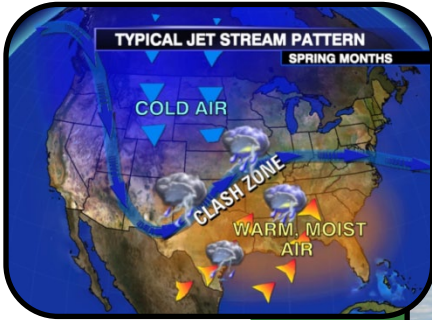 TYPICAL JET STREAM PATTERN
SPRING MONTHS
COLD AIR
CLASH ZONE
WARM, MOIST
AIR